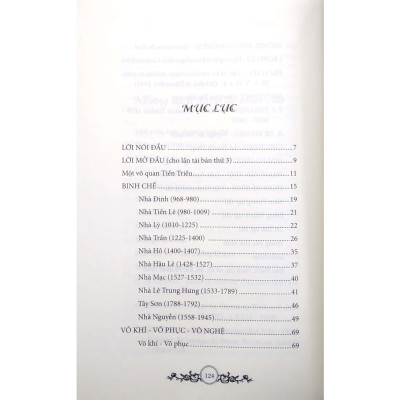 MỤC LỤC
LỜI NÓI ĐẦU 7
LỜI MỞ ĐẦU (cho lần tái bản thứ 3) 9
Một võ quan Tiền Triều 11
BINH CHẾ 15
Nhà Đinh (968-980) 19
Nhà Tiền Lê (980-1009) 21
Nhà Lý (1010-1225) 22
Nhà Trần (1225-1400) 26
Nhà Hồ (1400-1407) 35
Nhà Hậu Lê (1428-1527) 37
Nhà Mạc (1527-1532) 40
Nhà Lê Trung Hưng (1533-1789) 41
Tây Sơn (1788-1792) 46
Nhà Nguyễn (1558-1945) 49
VÕ KHÍ - VÕ PHỤC - VÕ NGHỆ 69
Võ khí - Võ phục 69
124